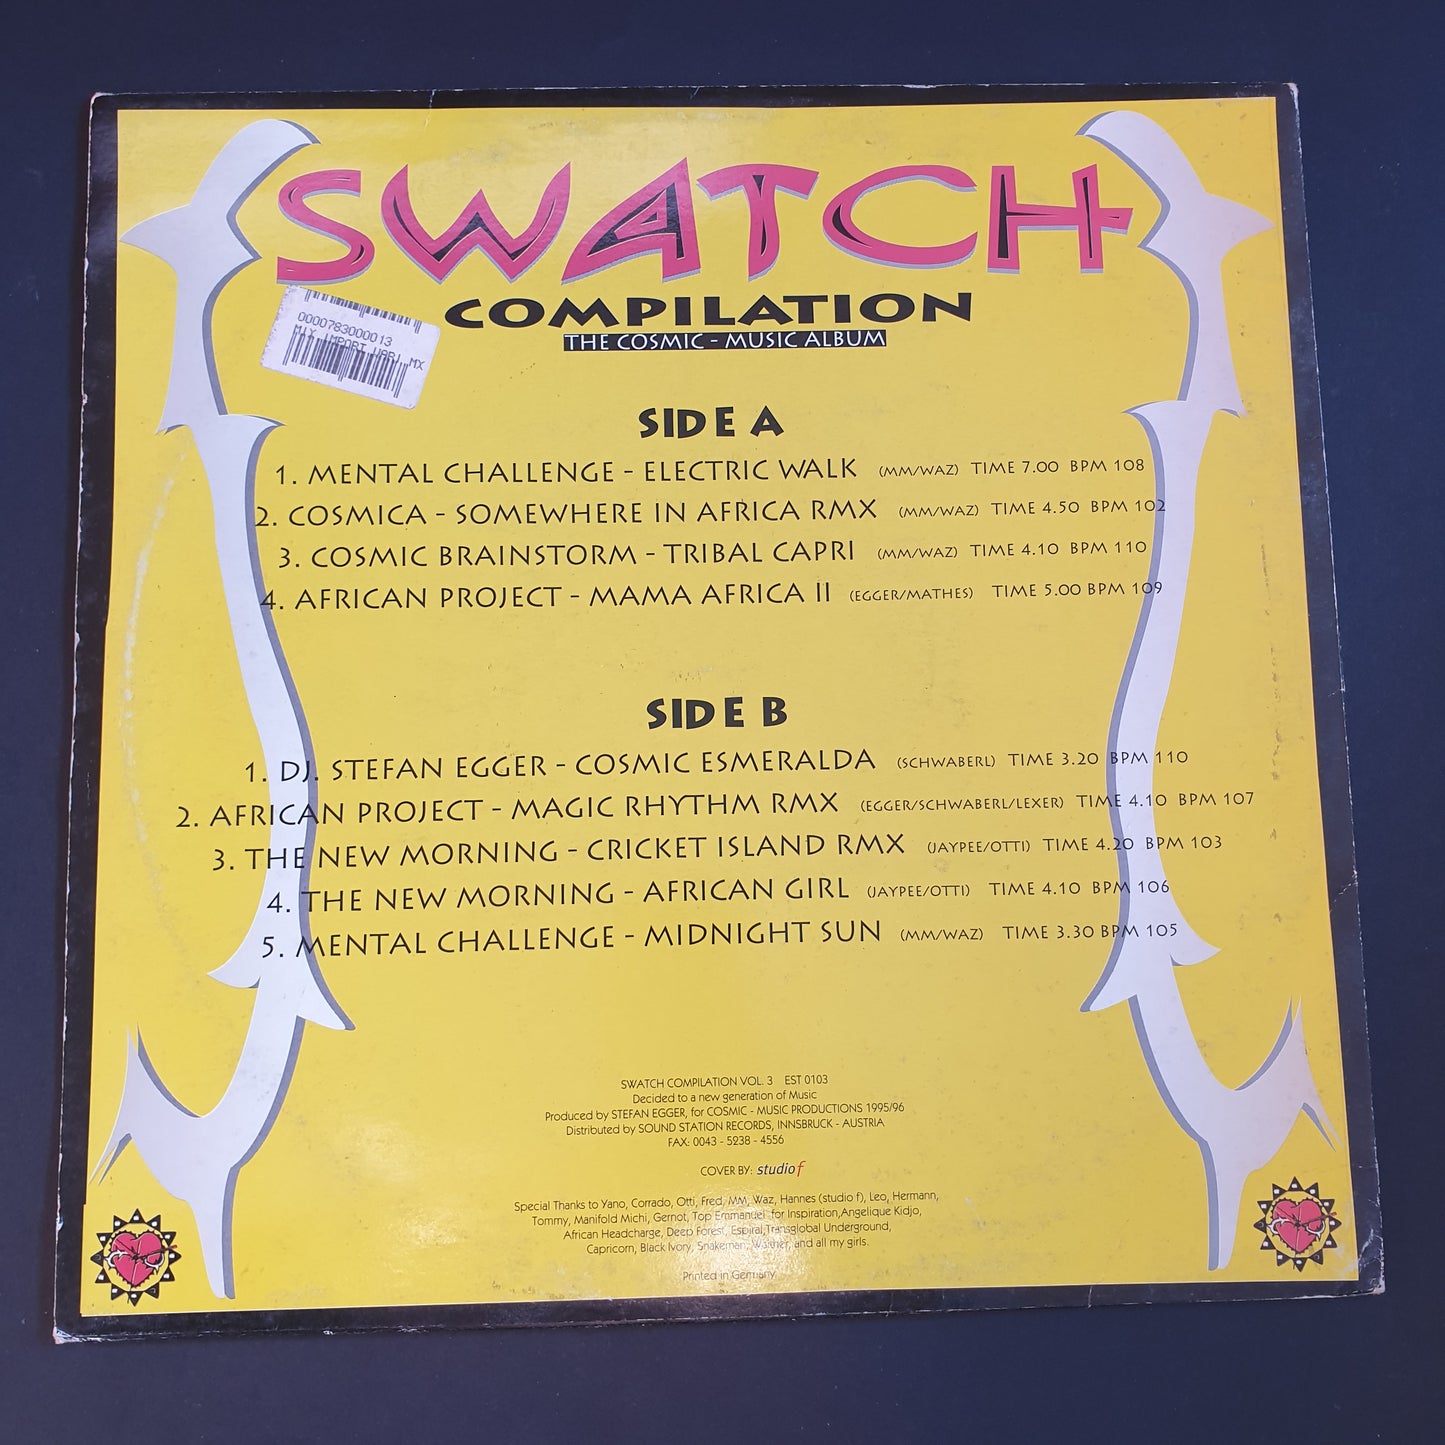 SWATCH
COMPILATION
THE COSMIC - MUSIC ALBUM
0000783000013
MIX IMPORT VARI MX
SIDE A
1. MENTAL CHALLENGE - ELECTRIC WALK (MM/WAZ) TIME 7.00 BPM 108
2. COSMICA - SOMEWHERE IN AFRICA RMX (MM/WAZ) TIME 4.50 BPM 102
3. COSMIC BRAINSTORM - TRIBAL CAPRI (MM/WAZ) TIME 4.10 BPM 110
4. AFRICAN PROJECT - MAMA AFRICA II (EGGER/MATHES) TIME 5.00 BPM 109
SIDE B
1. DJ. STEFAN EGGER - COSMIC ESMERALDA (SCHWABERL) TIME 3.20 BPM 110
2. AFRICAN PROJECT - MAGIC RHYTHM RMX (EGGER/SCHWABERL/LEXER) TIME 4.10 BPM 107
3. THE NEW MORNING - CRICKET ISLAND RMX (JAYPEE/OTTI) TIME 4.20 BPM 103
4. THE NEW MORNING - AFRICAN GIRL (JAYPEE/OTTI) TIME 4.10 BPM 106
5. MENTAL CHALLENGE - MIDNIGHT SUN (MM/WAZ) TIME 3.30 BPM 105
SWATCH COMPILATION VOL. 3 EST 0103
Decided to a new generation of Music
Produced by STEFAN EGGER, for COSMIC - MUSIC PRODUCTIONS 1995/96
Distributed by SOUND STATION RECORDS, INNSBRUCK - AUSTRIA
FAX: 0043 - 5238 - 4556
COVER BY: studio f
Special Thanks to Yano, Corrado, Otti, Fred, MM, Waz, Hannes (studio f), Leo, Hermann,
Tommy, Manifold Michi, Gernot, Top Emmanuel for Inspiration,Angelique Kidjo,
African Headcharge, Deep Forest, Espiral,Transglobal Underground,
Capricorn, Black Ivory, Snakeman, Walther, and all my girls.
Printed in Germany